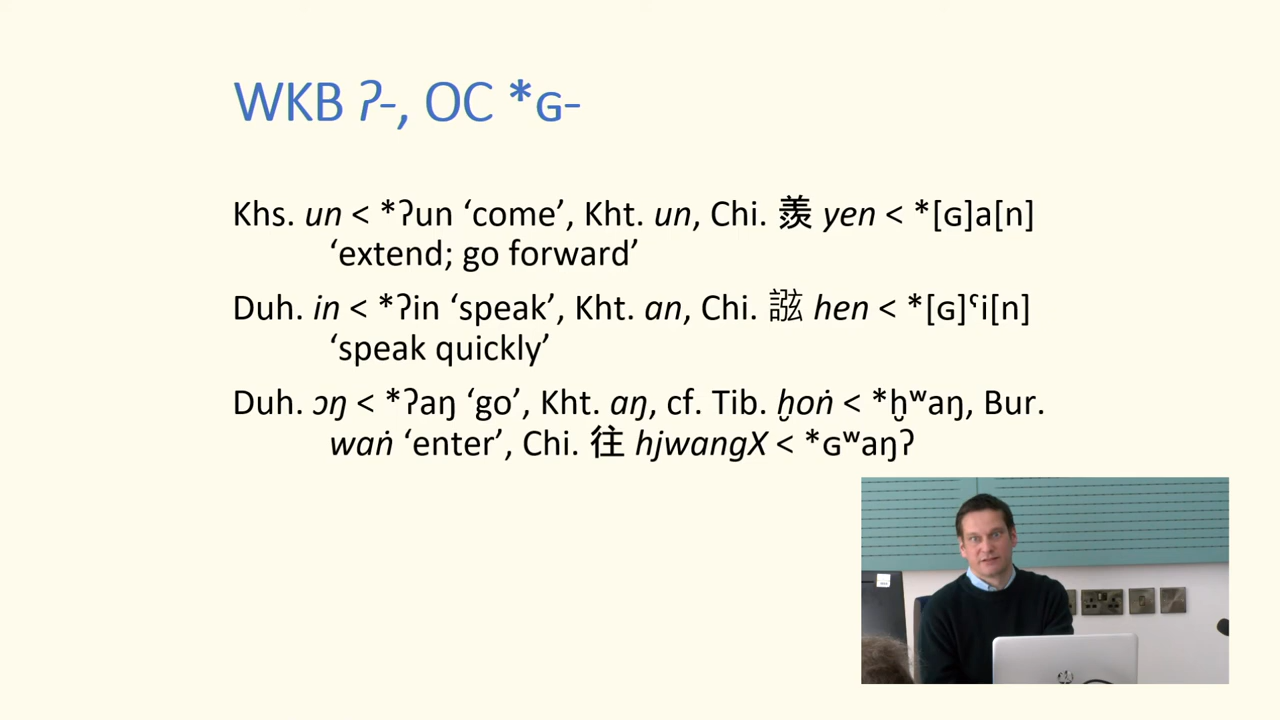 WKB ʔ-, OC *ɢ-
Khs. un < *ʔun ‘come’, Kht. un, Chi. 羨 yen < *[ɢ]a[n]
‘extend; go forward’
Duh. in < *ʔin ‘speak’, Kht. an, Chi. 詃 hen < *[ɢ]ˤi[n]
‘speak quickly’
Duh. ɔŋ < *ʔaŋ ‘go’, Kht. aŋ, cf. Tib. ḫoṅ < *ḫʷaŋ, Bur.
waṅ ‘enter’, Chi. 往 hjwangX < *ɢʷaŋʔ